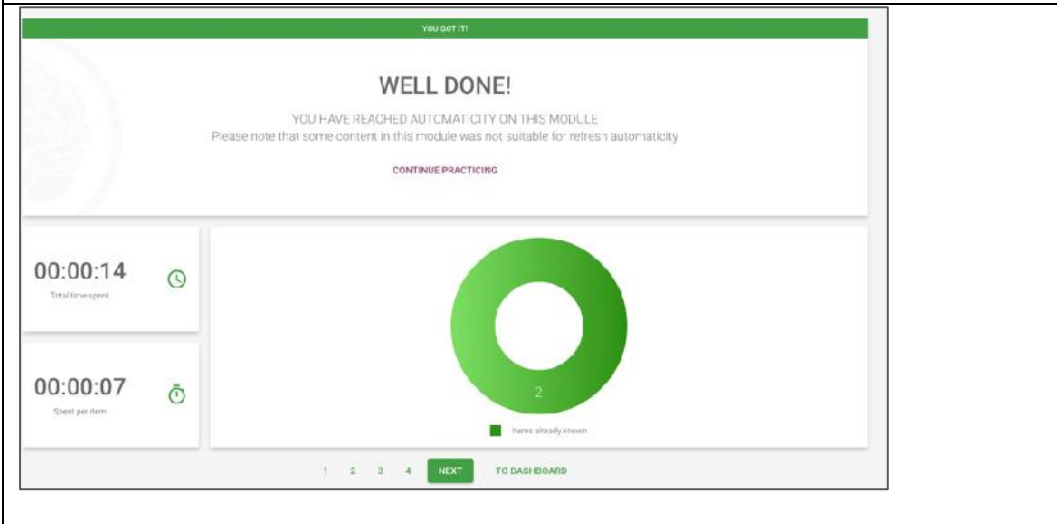 YOU GOT IT!
WELL DONE!
YOU HAVE REACHED AUTOMATICITY ON THIS MODULE
Please note that some content in this module was not suitable for refresh automaticity
CONTINUE PRACTICING
00:00:14
Total time spent
00:00:07
Spent per item
2
Items already known
1 2 3 4 NEXT TO DASHBOARD